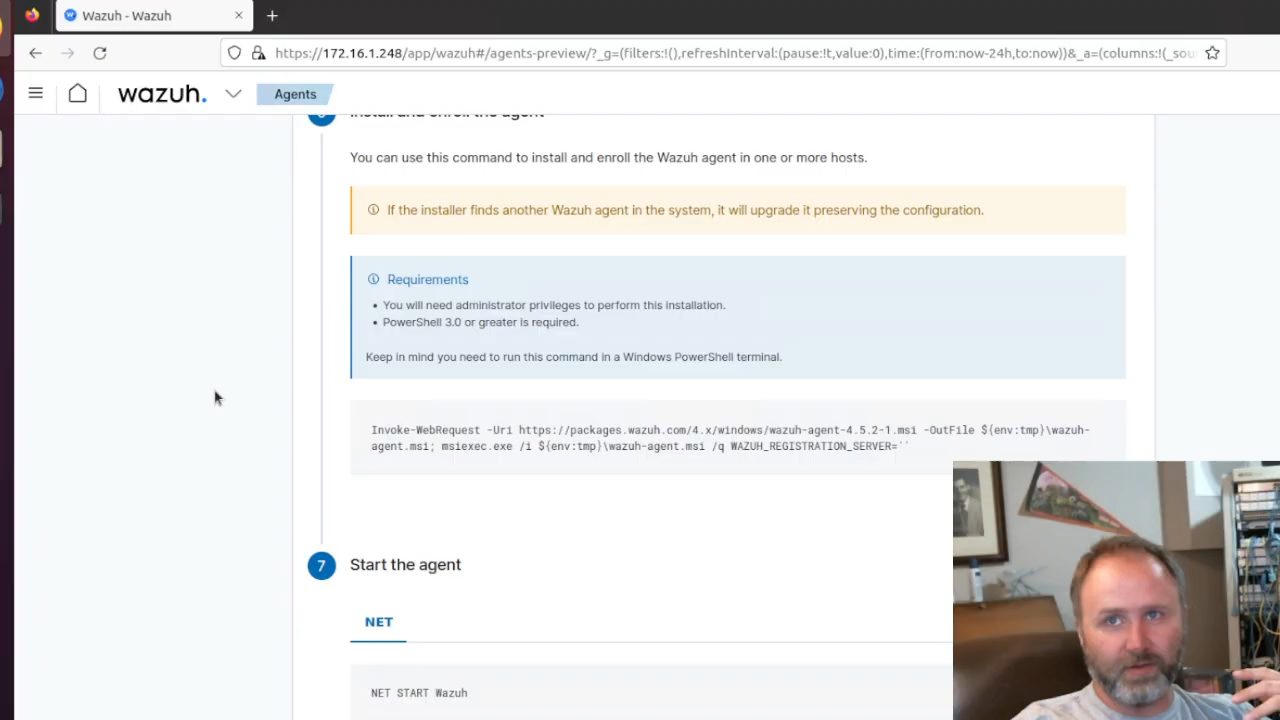 Wazuh - Wazuh
https://172.16.1.248/app/wazuh#/agents-preview/?_g=(filters:!(),refreshInterval:(pause:!t,value:0),time:(from:now-24h,to:now))&_a=(columns:!(_sou
wazuh.
Agents
Install and enroll the agent
You can use this command to install and enroll the Wazuh agent in one or more hosts.
If the installer finds another Wazuh agent in the system, it will upgrade it preserving the configuration.
Requirements
• You will need administrator privileges to perform this installation.
• PowerShell 3.0 or greater is required.
Keep in mind you need to run this command in a Windows PowerShell terminal.
Invoke-WebRequest -Uri https://packages.wazuh.com/4.x/windows/wazuh-agent-4.5.2-1.msi -OutFile ${env:tmp}\wazuh-
agent.msi; msiexec.exe /i ${env:tmp}\wazuh-agent.msi /q WAZUH_REGISTRATION_SERVER=``
7
Start the agent
NET
NET START Wazuh